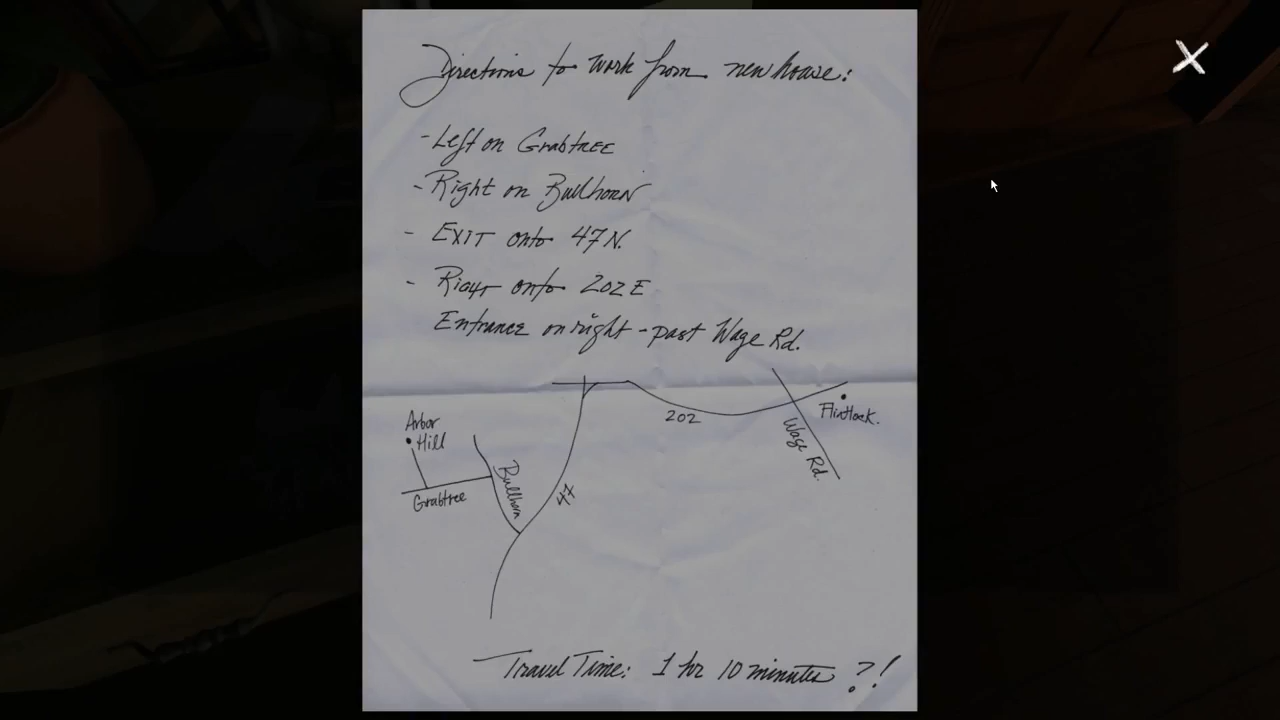 Directions to work from new house:
- Left on Grabtree
- Right on Bullhorn
- Exit onto 47 N.
- Right onto 202 E
Entrance on right - past Wage Rd.
202
Flintlock.
Arbor
Hill
Wage Rd.
Bullhorn
Grabtree
47
Travel Time: 1 hr 10 minutes ?!